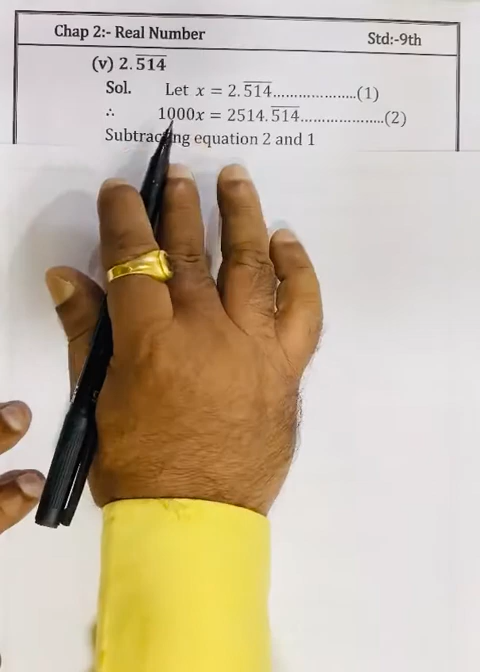 Chap 2:- Real Number Std:-9th
(v) 2.5̅1̅4̅
Sol. Let x = 2.5̅1̅4̅....................(1)
∴ 1000x = 2514.5̅1̅4̅....................(2)
Subtracting equation 2 and 1